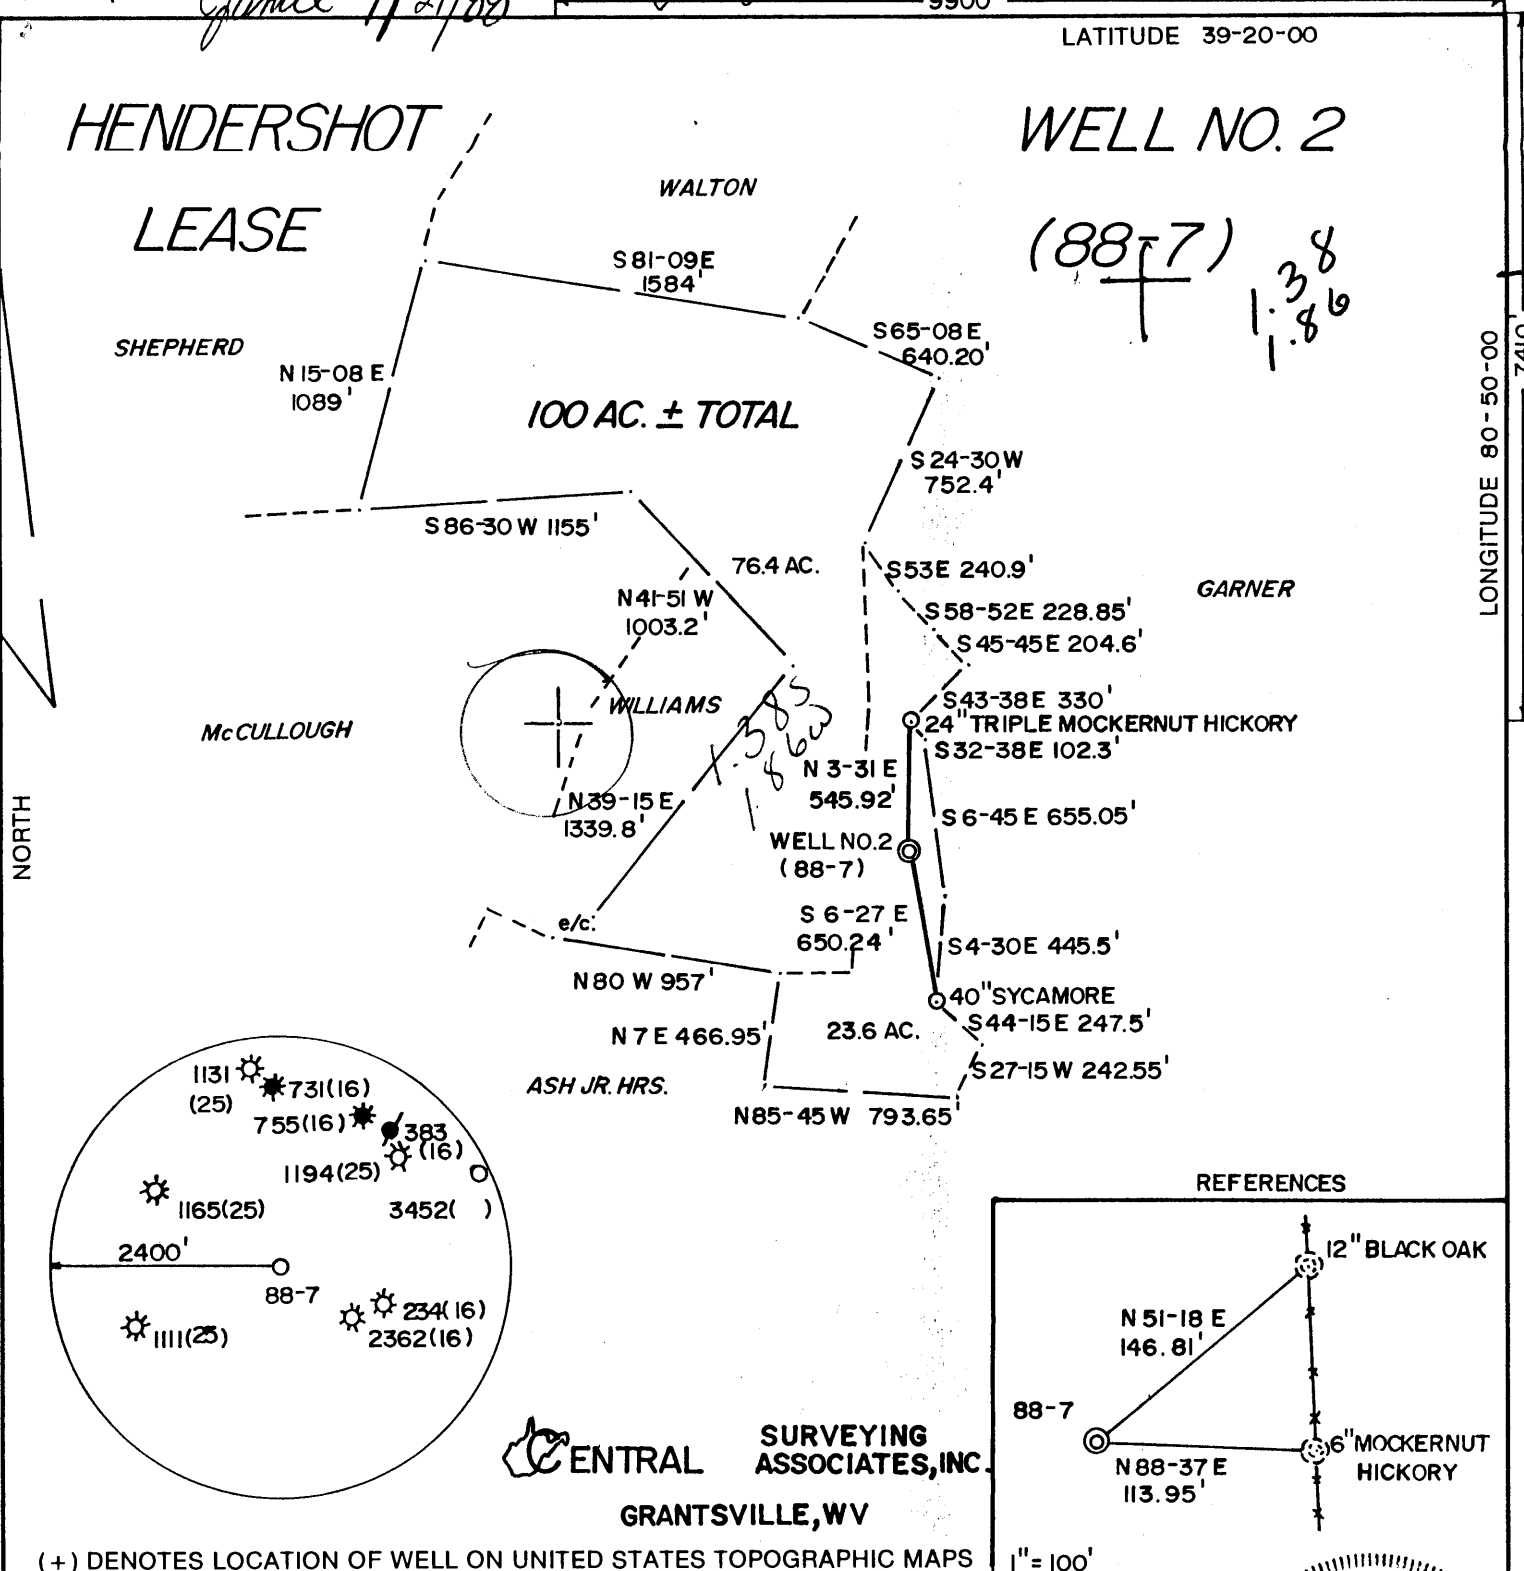 9900
LATITUDE 39-20-00
HENDERSHOT
LEASE
WELL NO. 2
(88-7)
1.38
1.86
WALTON
S81-09E
1584'
SHEPHERD
N15-08 E
1089'
S65-08E
640.20'
100 AC. ± TOTAL
S24-30W
752.4'
LONGITUDE 80-50-00
7410'
S86-30W 1155'
76.4 AC.
S53E 240.9'
GARNER
N41-51 W
1003.2'
S58-52E 228.85'
S45-45E 204.6'
WILLIAMS
1.38 S
1.86 W
S43-38E 330'
24" TRIPLE MOCKERNUT HICKORY
McCULLOUGH
S32-38E 102.3'
N 3-31 E
545.92'
N39-15 E
1339.8'
S6-45E 655.05'
NORTH
WELL NO.2
(88-7)
e/c.
S 6-27 E
650.24'
S4-30E 445.5'
N80 W 957'
40" SYCAMORE
S44-15E 247.5'
N7E 466.95'
23.6 AC.
S27-15W 242.55'
ASH JR. HRS.
N85-45W 793.65'
1131
(25)
731(16)
755(16)
383
(16)
1194(25)
1165(25)
3452( )
2400'
88-7
234(16)
2362(16)
1111(25)
REFERENCES
12" BLACK OAK
N51-18 E
146.81'
88-7
6" MOCKERNUT
HICKORY
N88-37E
113.95'
1"=100'
CENTRAL SURVEYING
ASSOCIATES, INC.
GRANTSVILLE, WV
(+) DENOTES LOCATION OF WELL ON UNITED STATES TOPOGRAPHIC MAPS